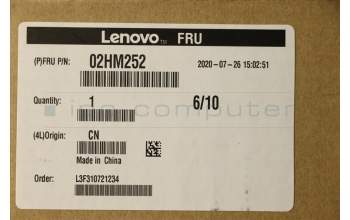 Lenovo™ FRU
(P)FRU P/N: 02HM252 2020-07-26 15:02:51
Quantity: 1 6/10
(4L)Origin: CN
Made in China
Order: L3F310721234